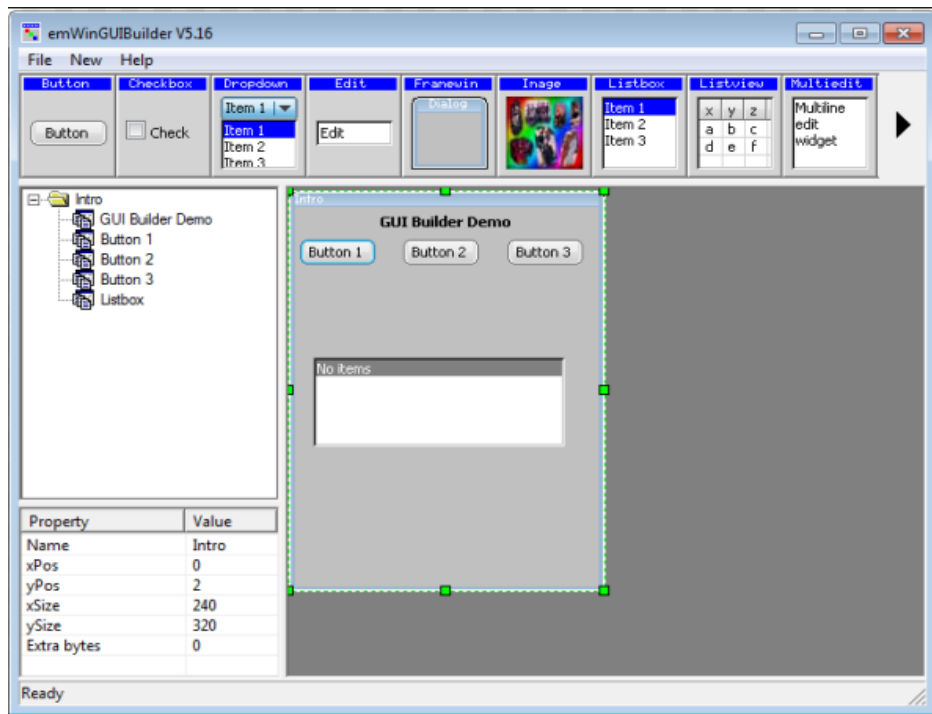 emWinGUIBuilder V5.16
File New Help
Button Checkbox Dropdown Edit Framewin Image Listbox Listview Multiedit
Button
Check
Item 1
Item 1
Item 2
Item 3
Edit
Dialog
Item 1
Item 2
Item 3
x y z
a b c
d e f
Multiline
edit
widget
Intro
GUI Builder Demo
Button 1
Button 2
Button 3
Listbox
Intro
GUI Builder Demo
Button 1 Button 2 Button 3
No items
Property Value
Name Intro
xPos 0
yPos 2
xSize 240
ySize 320
Extra bytes 0
Ready